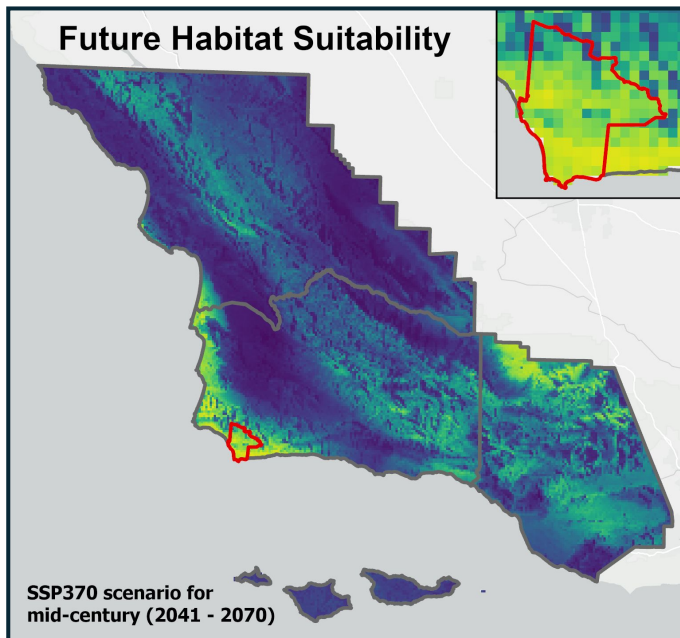 Future Habitat Suitability
SSP370 scenario for
mid-century (2041 - 2070)